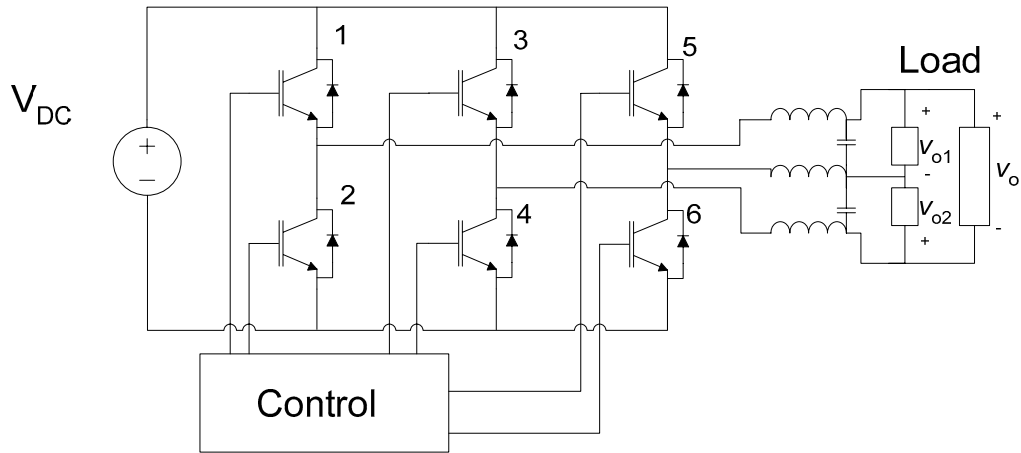 1
3
5
Load
V_DC
+
−
+
v_o1
-
+
v_o
2
4
6
v_o2
+
-
Control